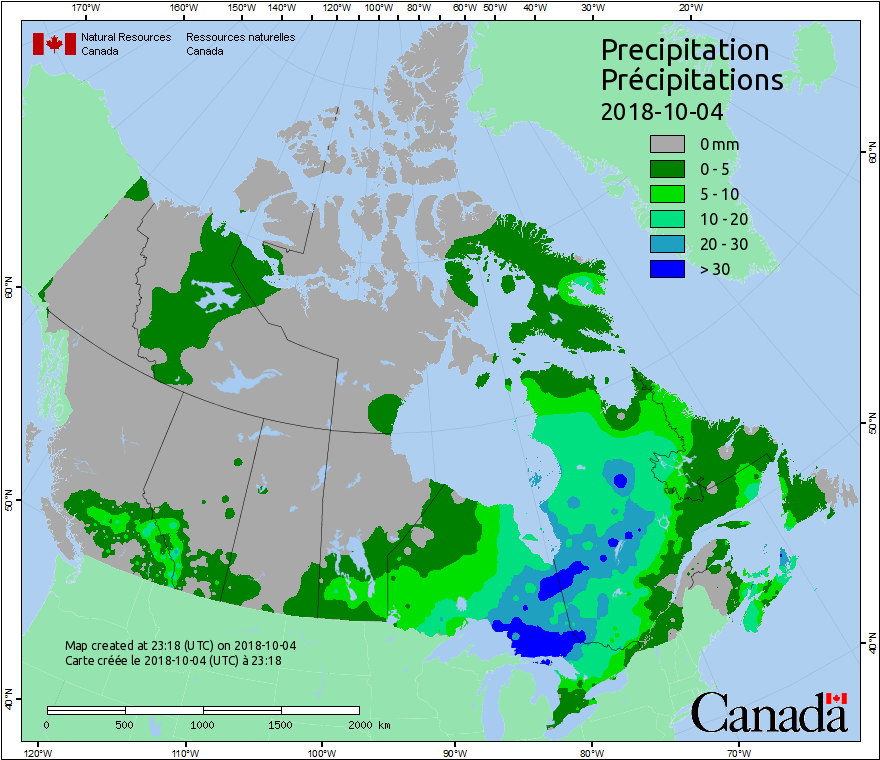 170°W 160°W 150°W 140°W 130°W 120°W 110°W 100°W 90°W 80°W 60°W 50°W 40°W 30°W 20°W
Natural Resources Canada
Ressources naturelles Canada
Precipitation
Précipitations
2018-10-04
0 mm
0 - 5
5 - 10
10 - 20
20 - 30
> 30
60°N
50°N
40°N
60°N
50°N
40°N
Map created at 23:18 (UTC) on 2018-10-04
Carte créée le 2018-10-04 (UTC) à 23:18
0 500 1000 1500 2000 km
Canada
120°W 110°W 100°W 90°W 80°W 70°W